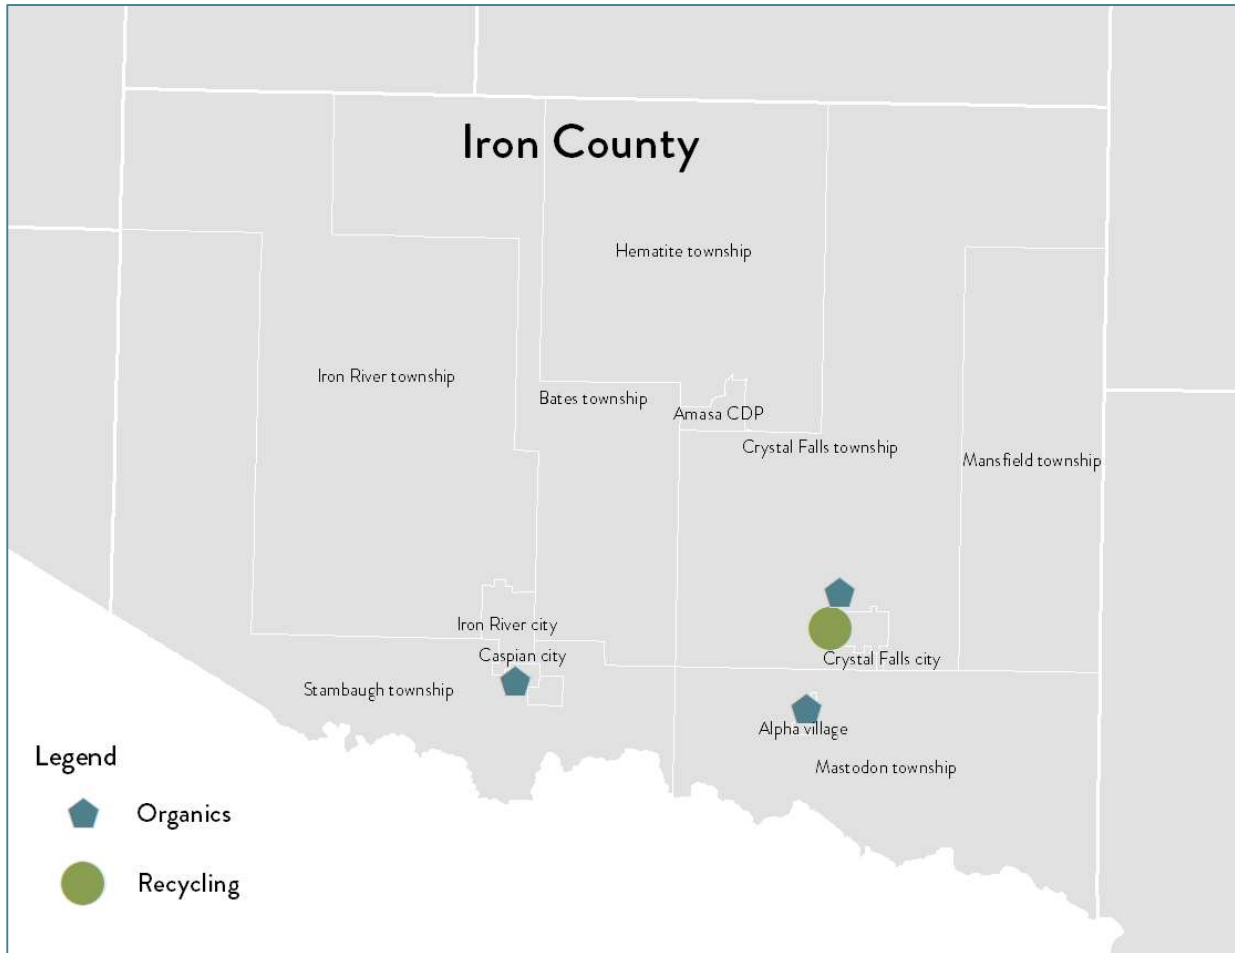 Iron County
Hematite township
Iron River township
Bates township
Amasa CDP
Crystal Falls township
Mansfield township
Iron River city
Caspian city
Crystal Falls city
Stambaugh township
Alpha village
Mastodon township
Legend
Organics
Recycling